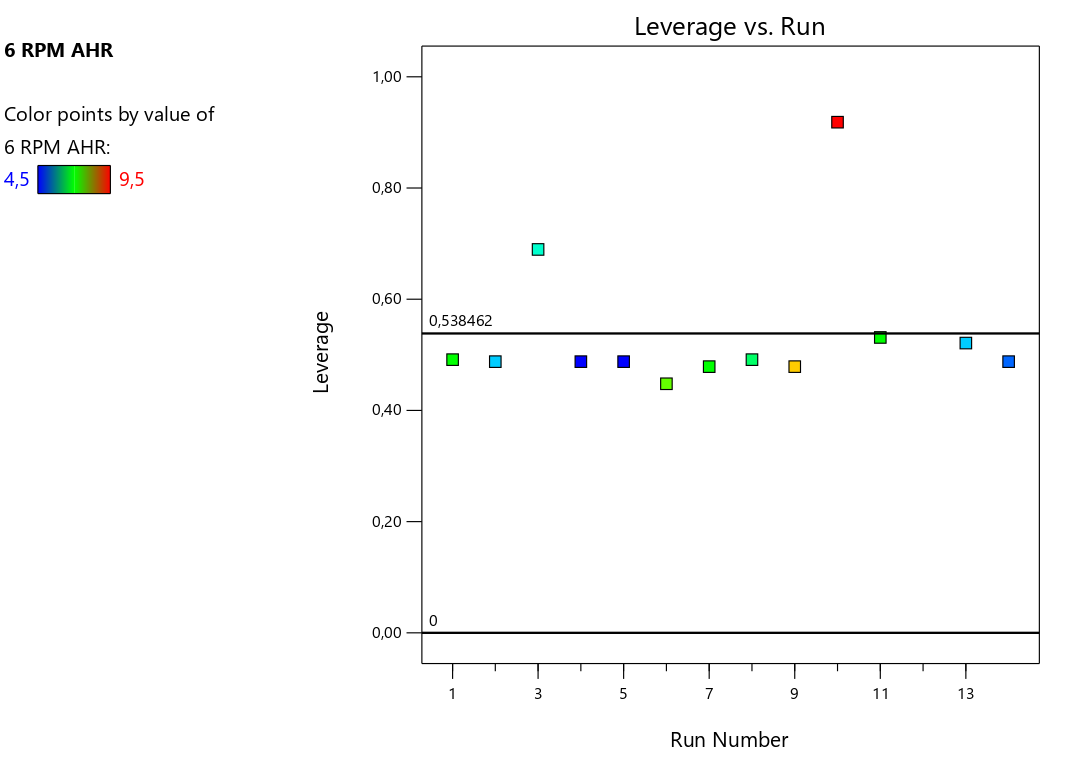 Leverage vs. Run
6 RPM AHR
Color points by value of
6 RPM AHR:
4,5 9,5
Leverage
1,00
0,80
0,60
0,40
0,20
0,00
0,538462
0
1 3 5 7 9 11 13
Run Number